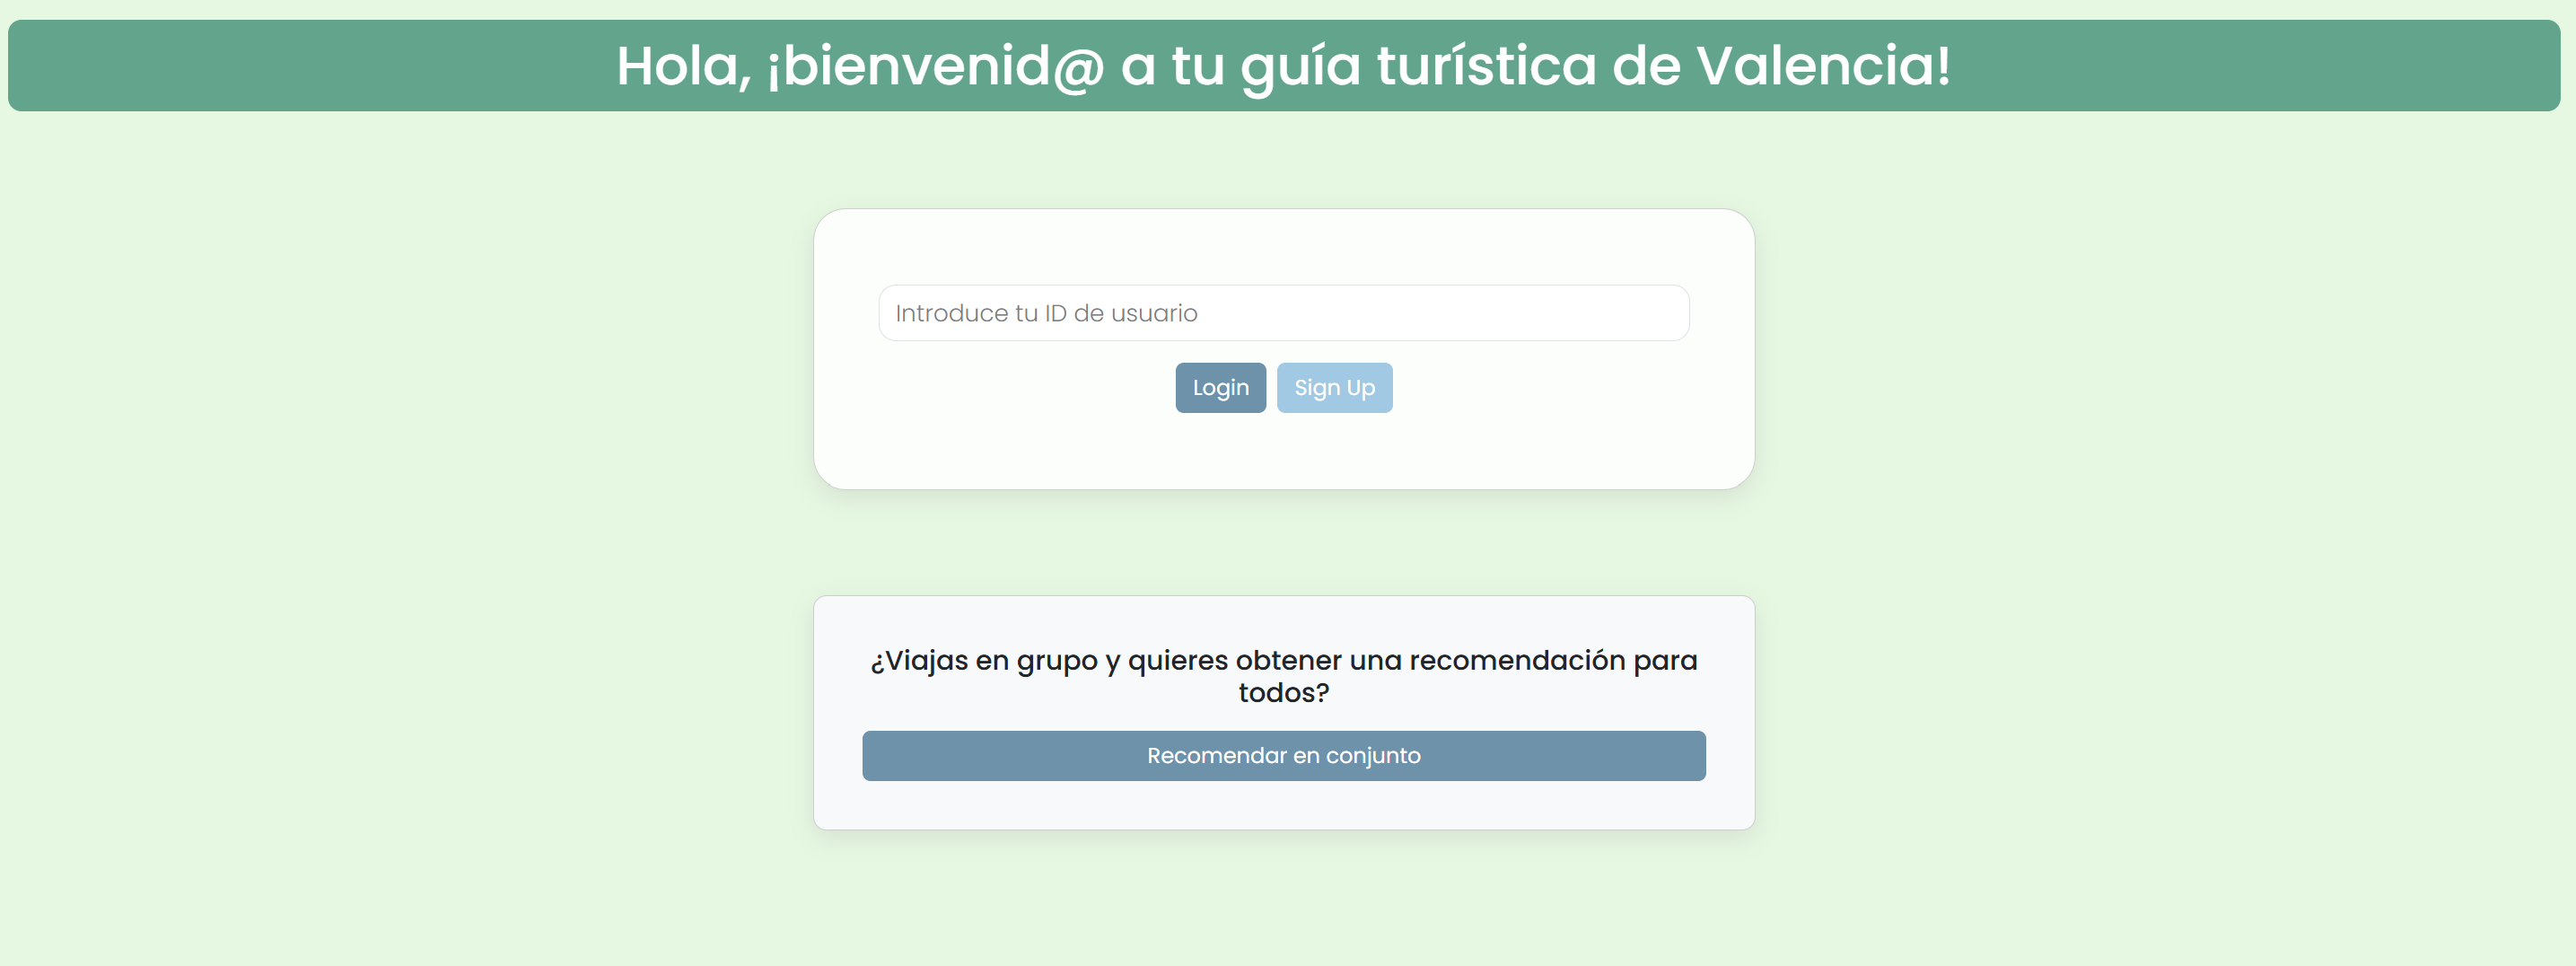 Hola, ¡bienvenid@ a tu guía turística de Valencia!
Introduce tu ID de usuario
Login
Sign Up
¿Viajas en grupo y quieres obtener una recomendación para
todos?
Recomendar en conjunto